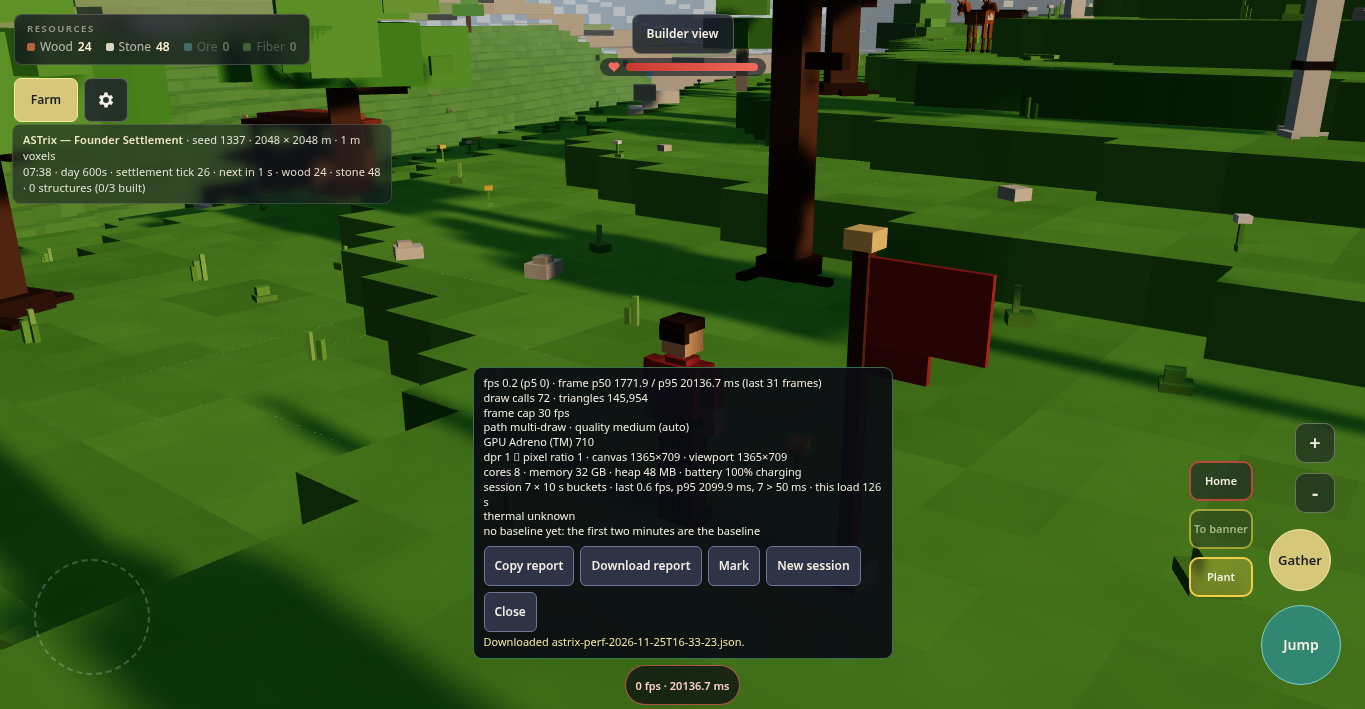 RESOURCES
Wood 24 Stone 48 Ore 0 Fiber 0
Builder view
Farm
ASTrix — Founder Settlement · seed 1337 · 2048 × 2048 m · 1 m
voxels
07:38 · day 600s · settlement tick 26 · next in 1 s · wood 24 · stone 48
· 0 structures (0/3 built)
fps 0.2 (p5 0) · frame p50 1771.9 / p95 20136.7 ms (last 31 frames)
draw calls 72 · triangles 145,954
frame cap 30 fps
path multi-draw · quality medium (auto)
GPU Adreno (TM) 710
dpr 1 ▯ pixel ratio 1 · canvas 1365×709 · viewport 1365×709
cores 8 · memory 32 GB · heap 48 MB · battery 100% charging
session 7 × 10 s buckets · last 0.6 fps, p95 2099.9 ms, 7 > 50 ms · this load 126
s
thermal unknown
no baseline yet: the first two minutes are the baseline
Copy report
Download report
Mark
New session
Close
Downloaded astrix-perf-2026-11-25T16-33-23.json.
0 fps · 20136.7 ms
+
-
Home
To banner
Plant
Gather
Jump